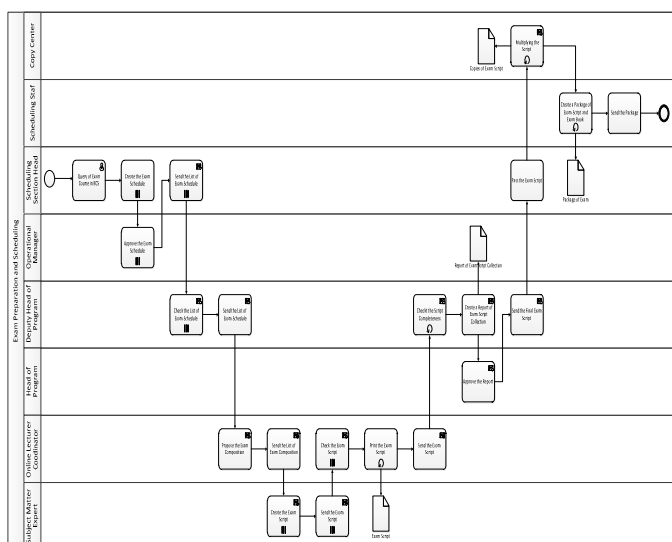 Exam Preparation and Scheduling
Copy Center
Copies of Exam Script
Multiplying the
Script
Scheduling Staf
Create a Package of
Exam Script and
Exam Book
Send the Package
Package of Exam
Scheduling
Section Head
Query of Exam
Create the Exam
Schedule
Send the List of
Exam Schedule
Print the Exam Script
Operational
Manager
Approve the Exam
Schedule
Report of Exam
Collection
Deputy Head of
Program
Check the List of
Exam Schedule
Send the List of
Exam Schedule
Check the Script
Completeness
Create a Report of
Exam Script
Collection
Send the Final Exam
Script
Head of
Program
Approve the Report
Online Lecturer
Coordinator
Propose the Exam
Composition
Send the List of
Exam Composition
Check the Exam
Script
Print the Exam
Script
Send the Exam
Script
Subject Matter
Expert
Create the Exam
Script
Send the Exam
Script
Exam Script